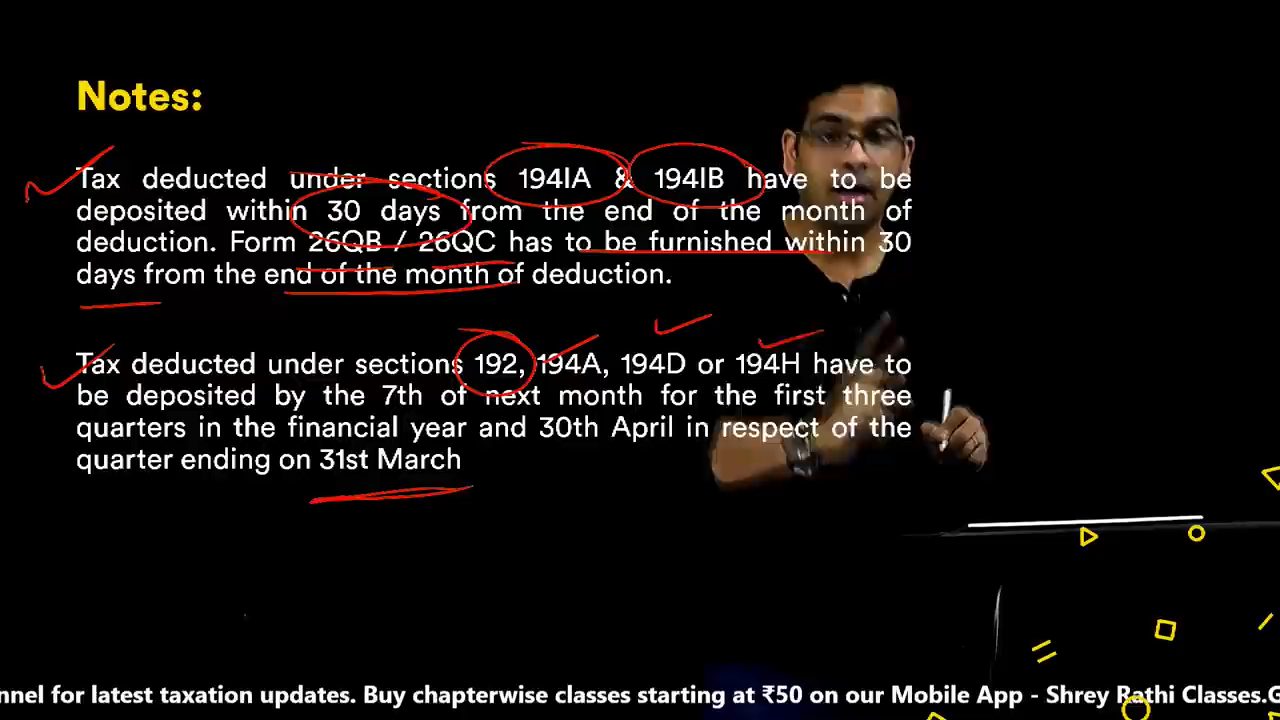 Notes:
Tax deducted under sections 194IA & 194IB have to be
deposited within 30 days from the end of the month of
deduction. Form 26QB / 26QC has to be furnished within 30
days from the end of the month of deduction.
Tax deducted under sections 192, 194A, 194D or 194H have to
be deposited by the 7th of next month for the first three
quarters in the financial year and 30th April in respect of the
quarter ending on 31st March
nnel for latest taxation updates. Buy chapterwise classes starting at ₹50 on our Mobile App - Shrey Rathi Classes.G